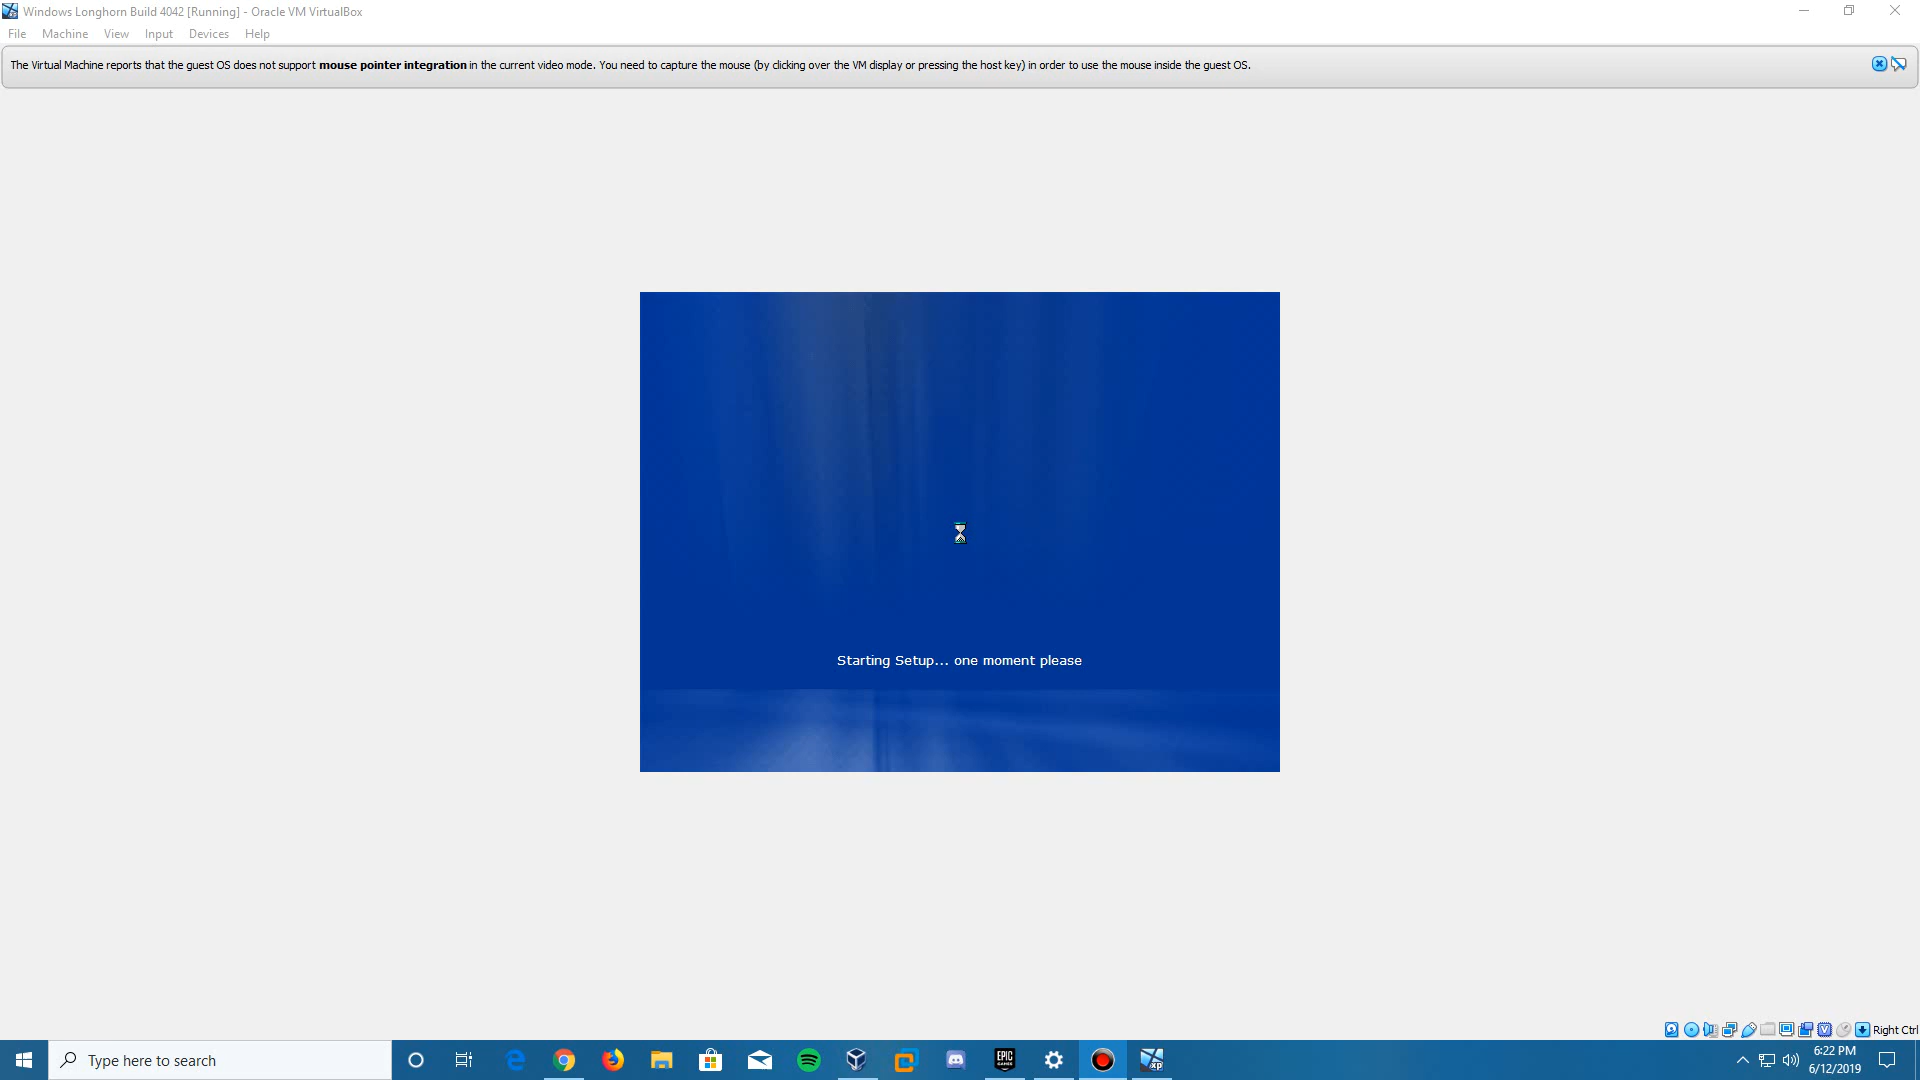 Windows Longhorn Build 4042 [Running] - Oracle VM VirtualBox
File Machine View Input Devices Help
The Virtual Machine reports that the guest OS does not support mouse pointer integration in the current video mode. You need to capture the mouse (by clicking over the VM display or pressing the host key) in order to use the mouse inside the guest OS.
Starting Setup... one moment please
Right Ctrl
Type here to search
EPIC
GAMES
xp
6:22 PM
6/12/2019